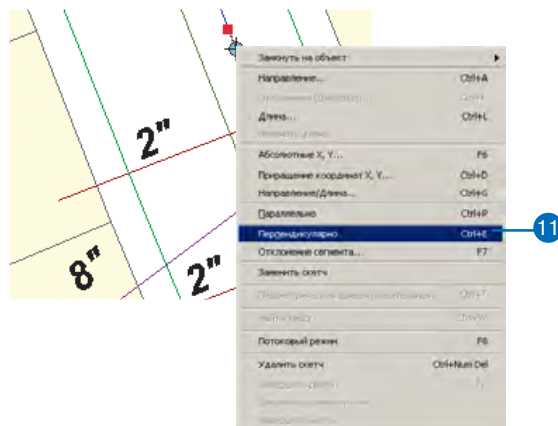 2"
8"
2"
Замкнуть на объект
Направление... Ctrl+A
Длина... Ctrl+L
Абсолютные X, Y... F6
Приращение координат X, Y... Ctrl+D
Направление/Длина... Ctrl+G
Параллельно Ctrl+P
Перпендикулярно Ctrl+E
11
Отклонение сегмента... F7
Заменить скетч
Потоковый режим F8
Удалить скетч Ctrl+Num Del